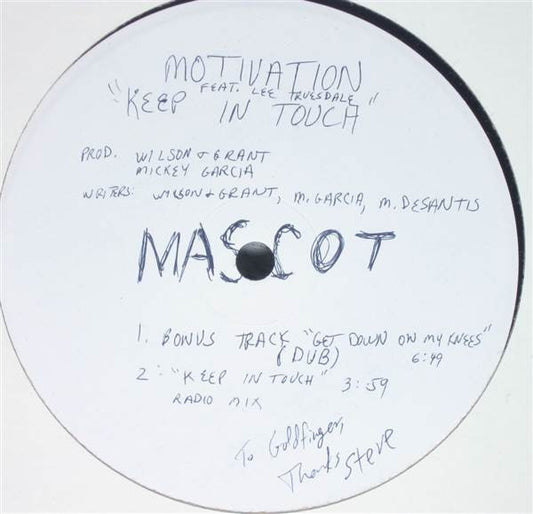 MOTIVATION
FEAT. LEE TRUESDALE
"KEEP IN TOUCH"
PROD. WILSON & GRANT
MICKEY GARCIA
WRITERS: WILSON & GRANT, M. GARCIA, M. DESANTIS
MASCOT
1. BONUS TRACK "GET DOWN ON MY KNEES"
(DUB) 6:49
2: "KEEP IN TOUCH" 3:59
RADIO MIX
To Goldfinger,
Thanks Steve